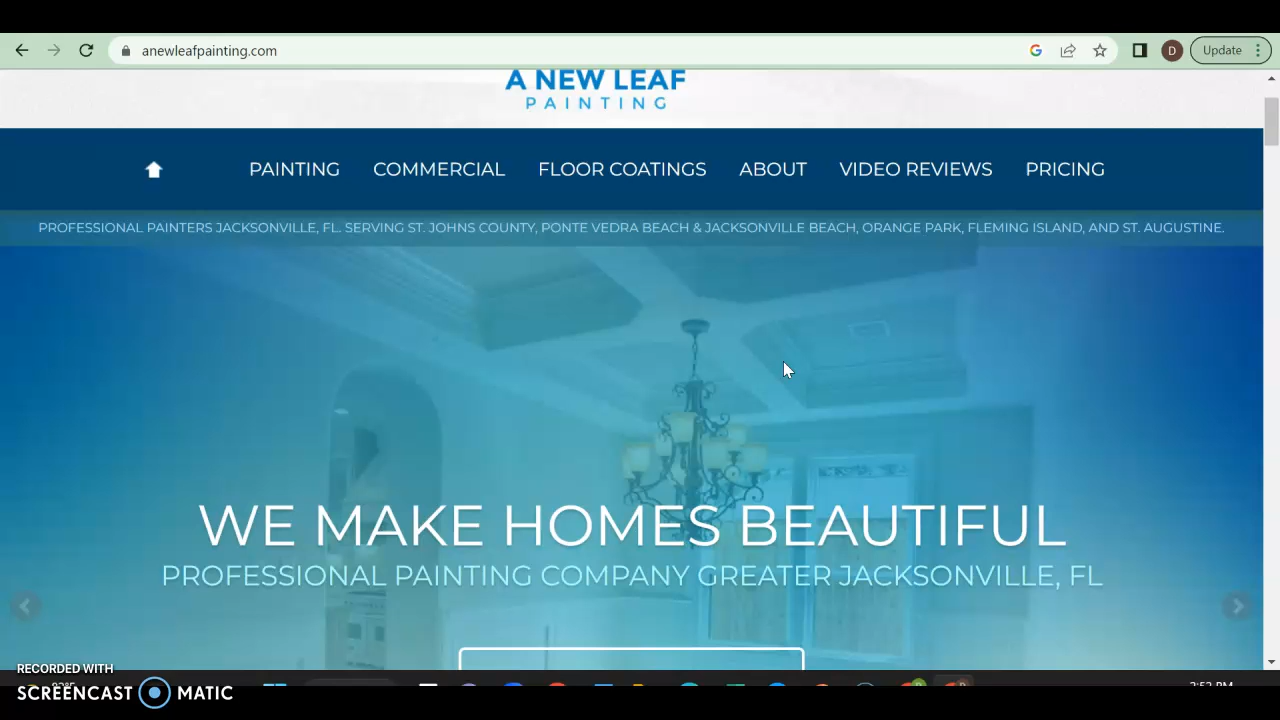 anewleafpainting.com
D
Update
A NEW LEAF
PAINTING
PAINTING COMMERCIAL FLOOR COATINGS ABOUT VIDEO REVIEWS PRICING
PROFESSIONAL PAINTERS JACKSONVILLE, FL. SERVING ST. JOHNS COUNTY, PONTE VEDRA BEACH & JACKSONVILLE BEACH, ORANGE PARK, FLEMING ISLAND, AND ST. AUGUSTINE.
WE MAKE HOMES BEAUTIFUL
PROFESSIONAL PAINTING COMPANY GREATER JACKSONVILLE, FL
RECORDED WITH
SCREENCAST MATIC